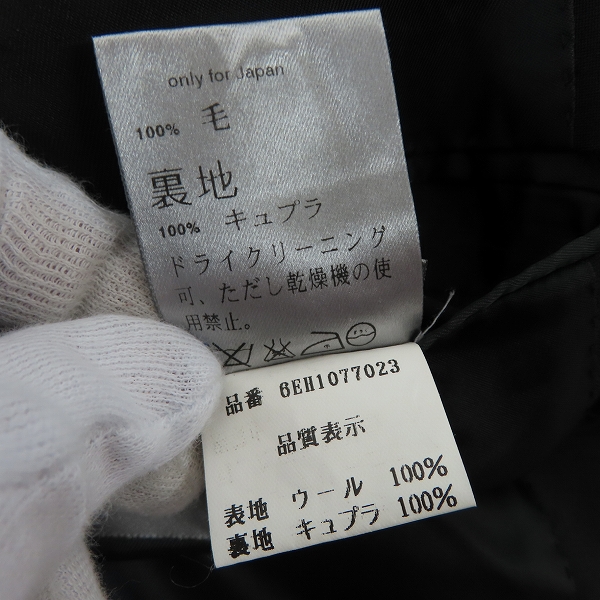 only for Japan
100% 毛
裏地
100% キュプラ
ドライクリーニング
可、ただし乾燥機の使
用禁止。
品番 6EH1077023
品質表示
表地 ウール 100%
裏地 キュプラ 100%